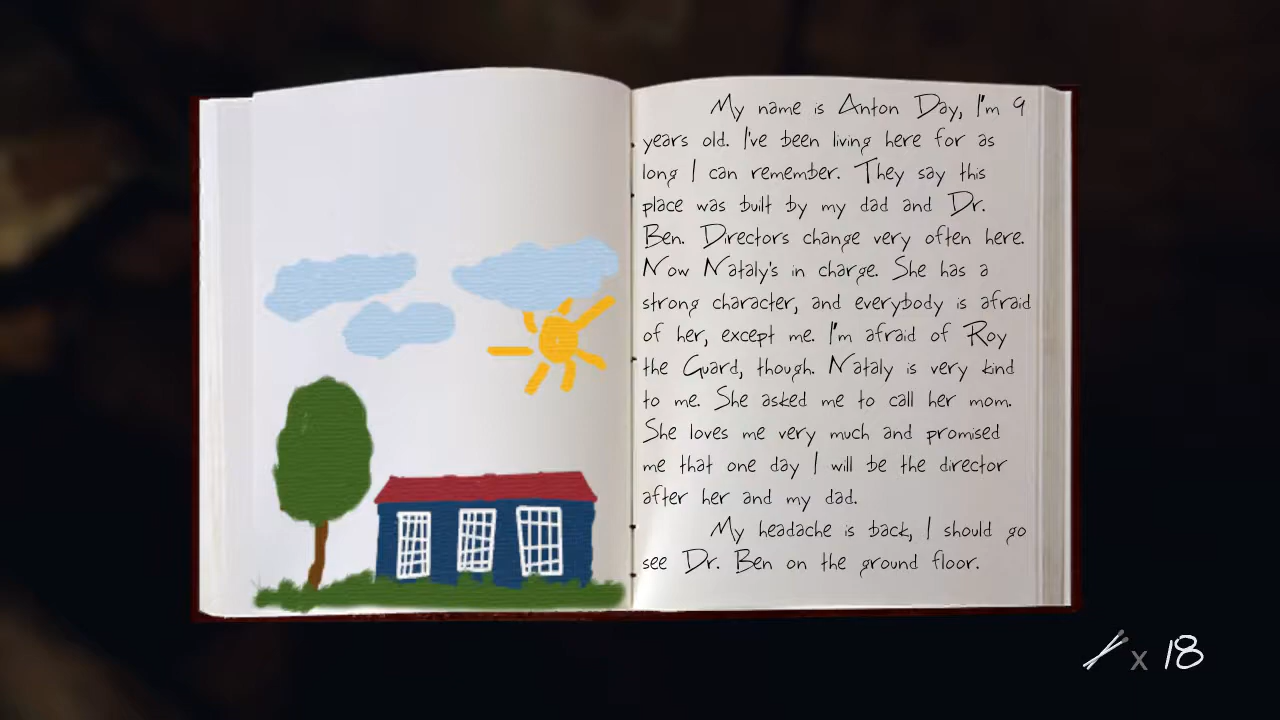 My name is Anton Day, I'm 9
years old. I've been living here for as
long I can remember. They say this
place was built by my dad and Dr.
Ben. Directors change very often here.
Now Nataly's in charge. She has a
strong character, and everybody is afraid
of her, except me. I'm afraid of Roy
the Guard, though. Nataly is very kind
to me. She asked me to call her mom.
She loves me very much and promised
me that one day I will be the director
after her and my dad.
My headache is back, I should go
see Dr. Ben on the ground floor.
x 18